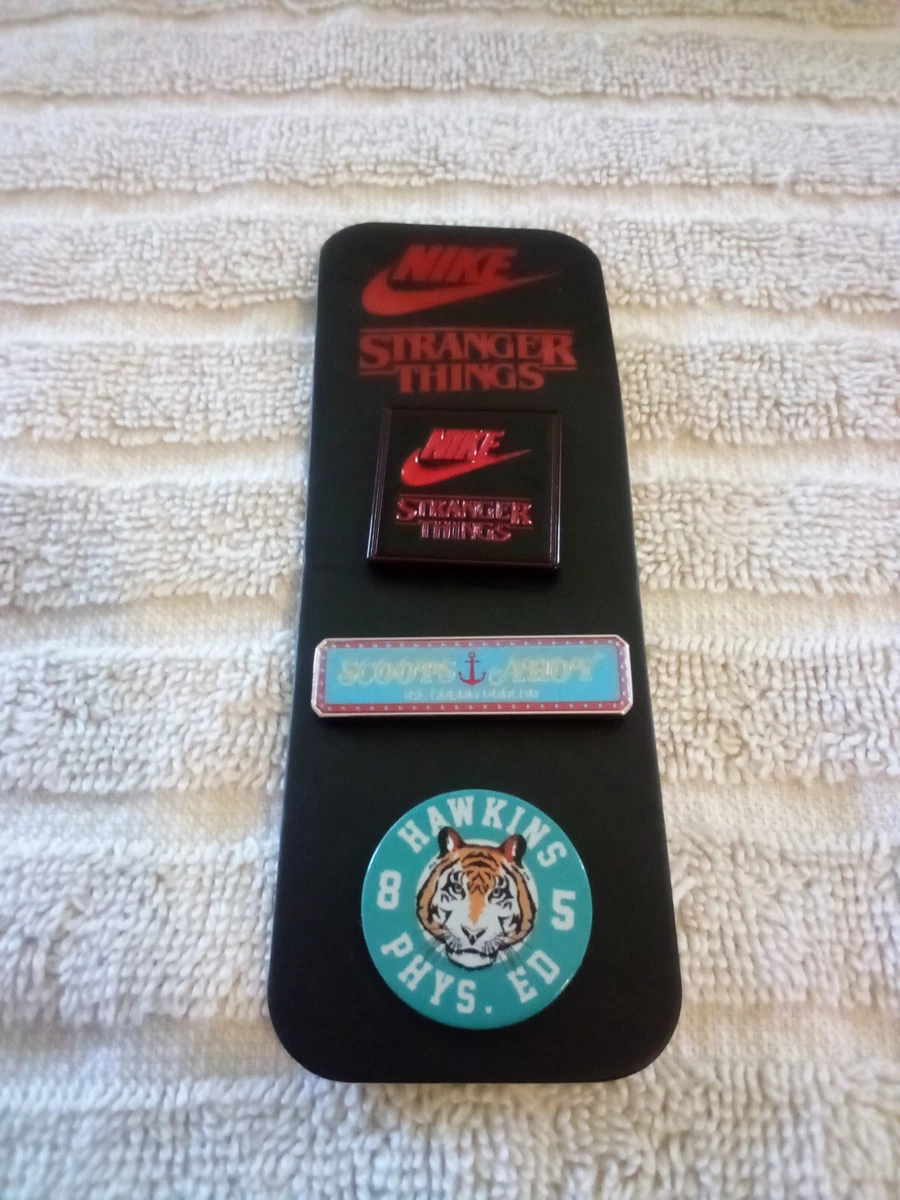 NIKE
STRANGER
THINGS
NIKE
STRANGER
THINGS
SCOOPS AHOY
HAWKINS
8 5
PHYS. ED